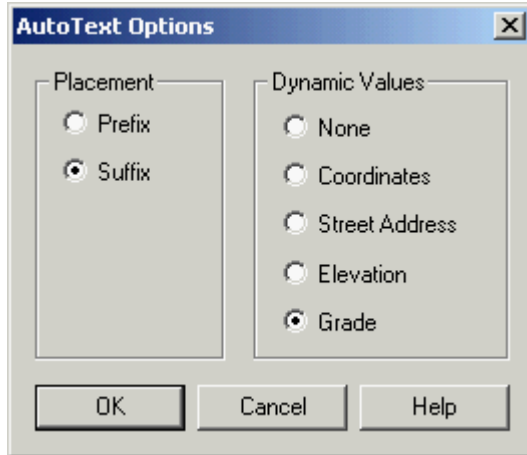 AutoText Options
Placement
Prefix
Suffix
Dynamic Values
None
Coordinates
Street Address
Elevation
Grade
OK
Cancel
Help